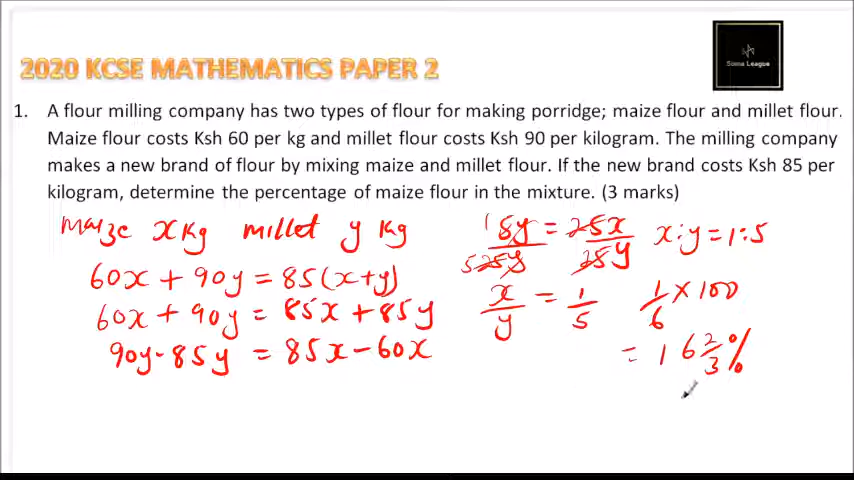 2020 KCSE MATHEMATICS PAPER 2
Soma League
1. A flour milling company has two types of flour for making porridge; maize flour and millet flour.
Maize flour costs Ksh 60 per kg and millet flour costs Ksh 90 per kilogram. The milling company
makes a new brand of flour by mixing maize and millet flour. If the new brand costs Ksh 85 per
kilogram, determine the percentage of maize flour in the mixture. (3 marks)
maize x Kg millet y Kg
60x + 90y = 85(x+y)
60x + 90y = 85x + 85y
90y - 85y = 85x - 60x
1 5y/5 25y = 25x/25y
x/y = 1/5
x:y = 1:5
1/6 × 100
= 16 2/3 %